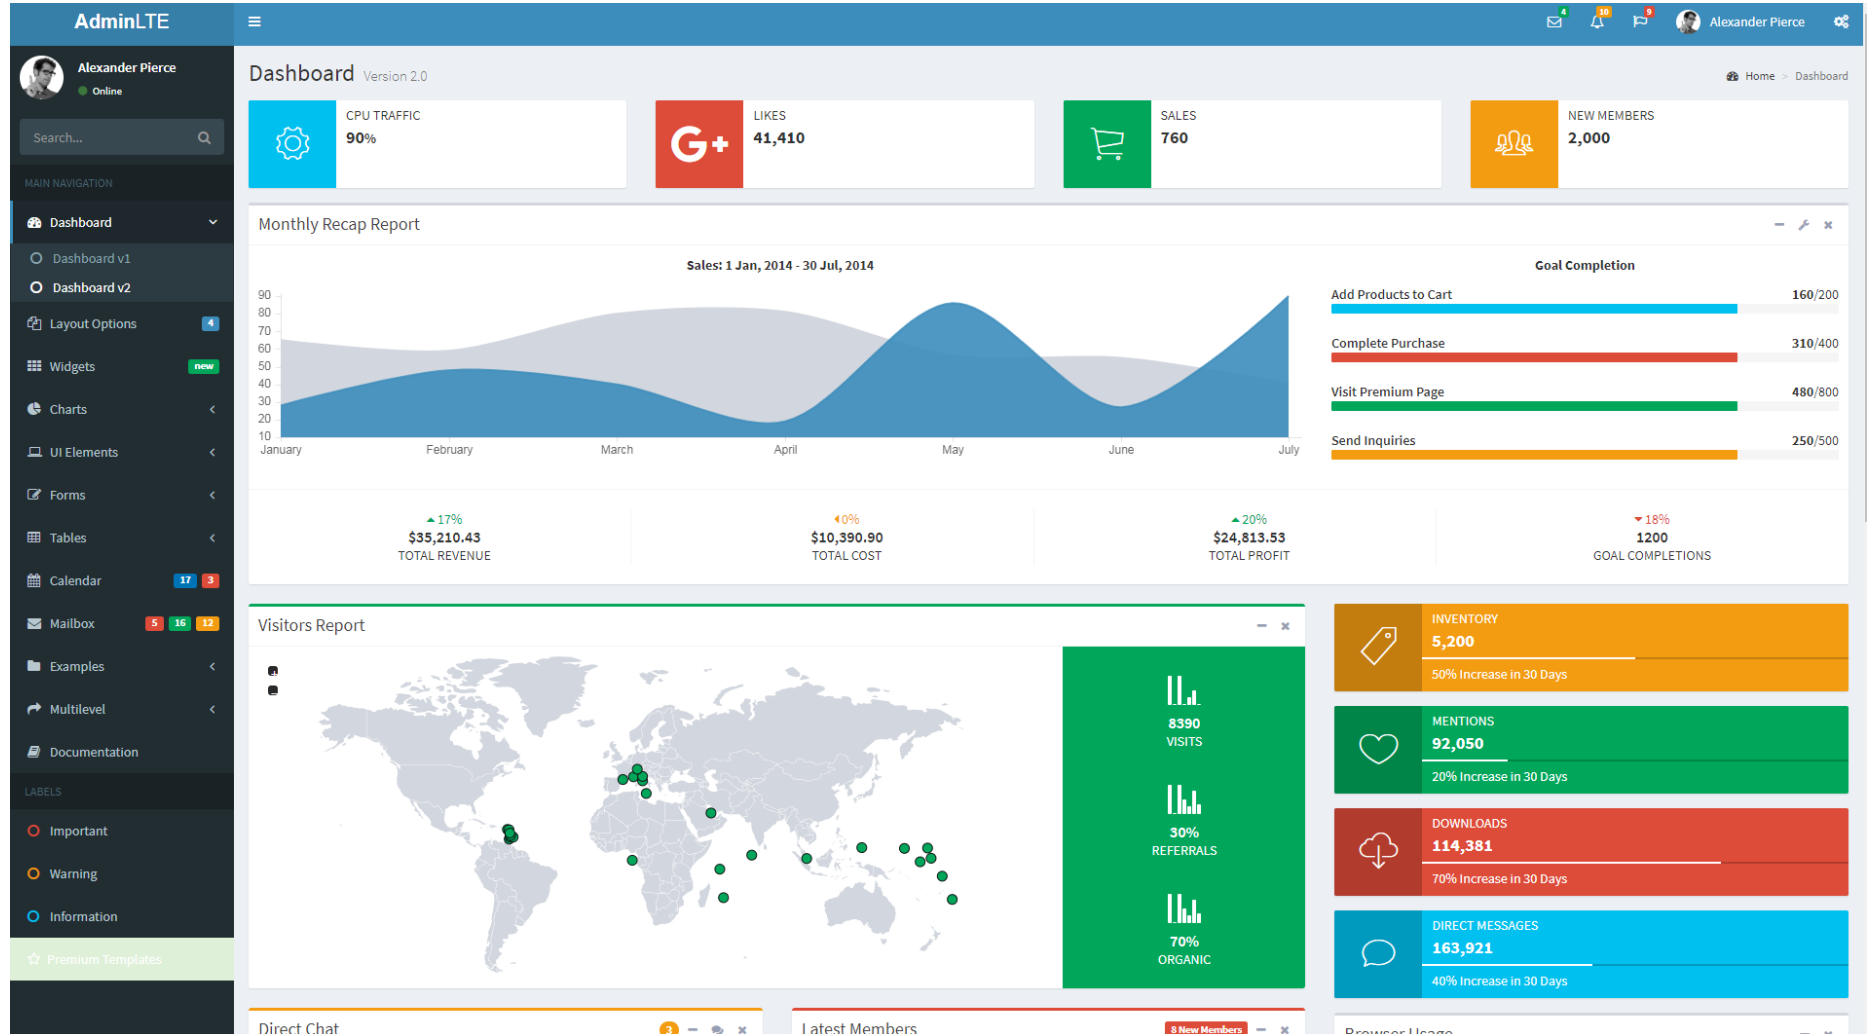 AdminLTE
4
10
9
Alexander Pierce
Alexander Pierce
Online
Search...
MAIN NAVIGATION
Dashboard
Dashboard v1
Dashboard v2
Layout Options 4
Widgets new
Charts
UI Elements
Forms
Tables
Calendar 17 3
Mailbox 5 16 12
Examples
Multilevel
Documentation
LABELS
Important
Warning
Information
Premium Templates
Dashboard Version 2.0
Home > Dashboard
CPU TRAFFIC
90%
G+
LIKES
41,410
SALES
760
NEW MEMBERS
2,000
Monthly Recap Report
Sales: 1 Jan, 2014 - 30 Jul, 2014
90
80
70
60
50
40
30
20
10
January February March April May June July
Goal Completion
Add Products to Cart 160/200
Complete Purchase 310/400
Visit Premium Page 480/800
Send Inquiries 250/500
17%
$35,210.43
TOTAL REVENUE
0%
$10,390.90
TOTAL COST
20%
$24,813.53
TOTAL PROFIT
18%
1200
GOAL COMPLETIONS
Visitors Report
8390
VISITS
30%
REFERRALS
70%
ORGANIC
INVENTORY
5,200
50% Increase in 30 Days
MENTIONS
92,050
20% Increase in 30 Days
DOWNLOADS
114,381
70% Increase in 30 Days
DIRECT MESSAGES
163,921
40% Increase in 30 Days
Direct Chat 3
Latest Members 8 New Members
Browser Usage